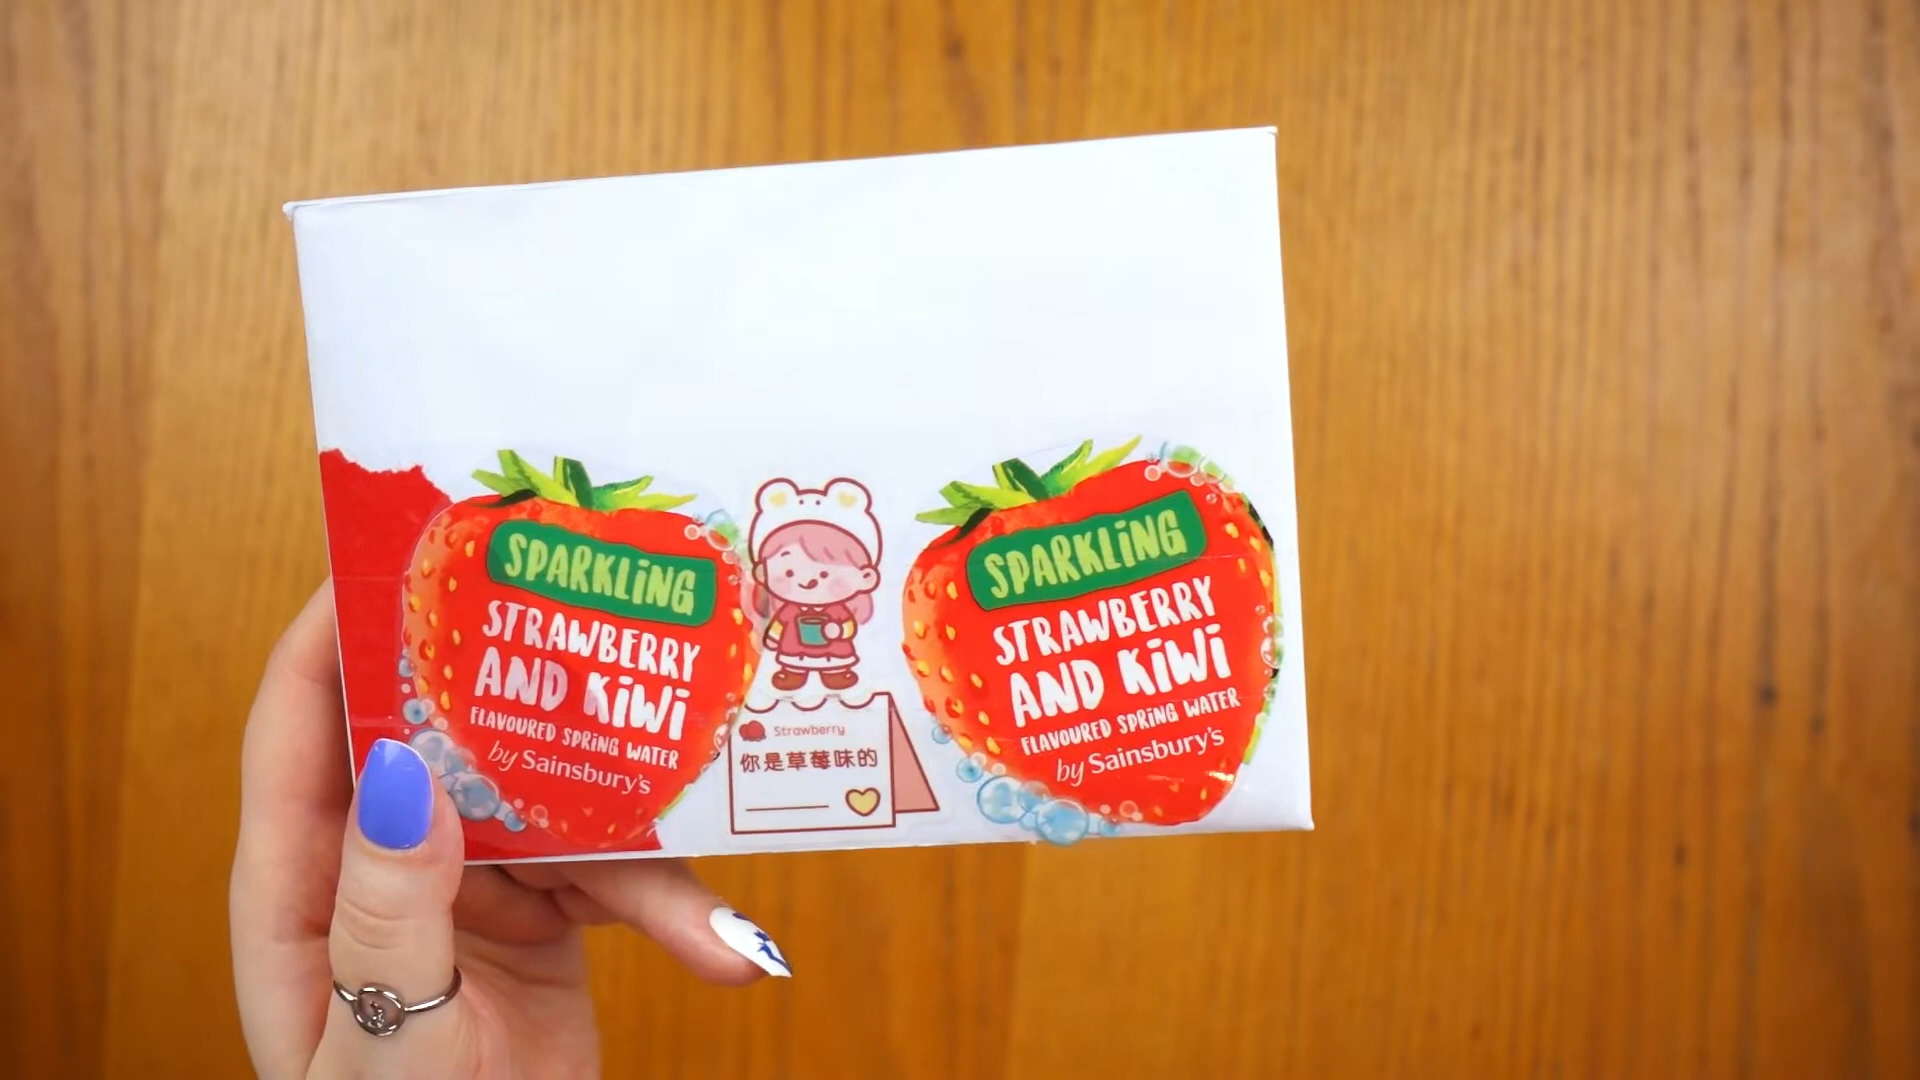 SPARKLiNG
STRAWBERRY
AND KiWi
FLAVOURED SPRiNG WATER
by Sainsbury's
Strawberry
你是草莓味的
SPARKLiNG
STRAWBERRY
AND KiWi
FLAVOURED SPRiNG WATER
by Sainsbury's